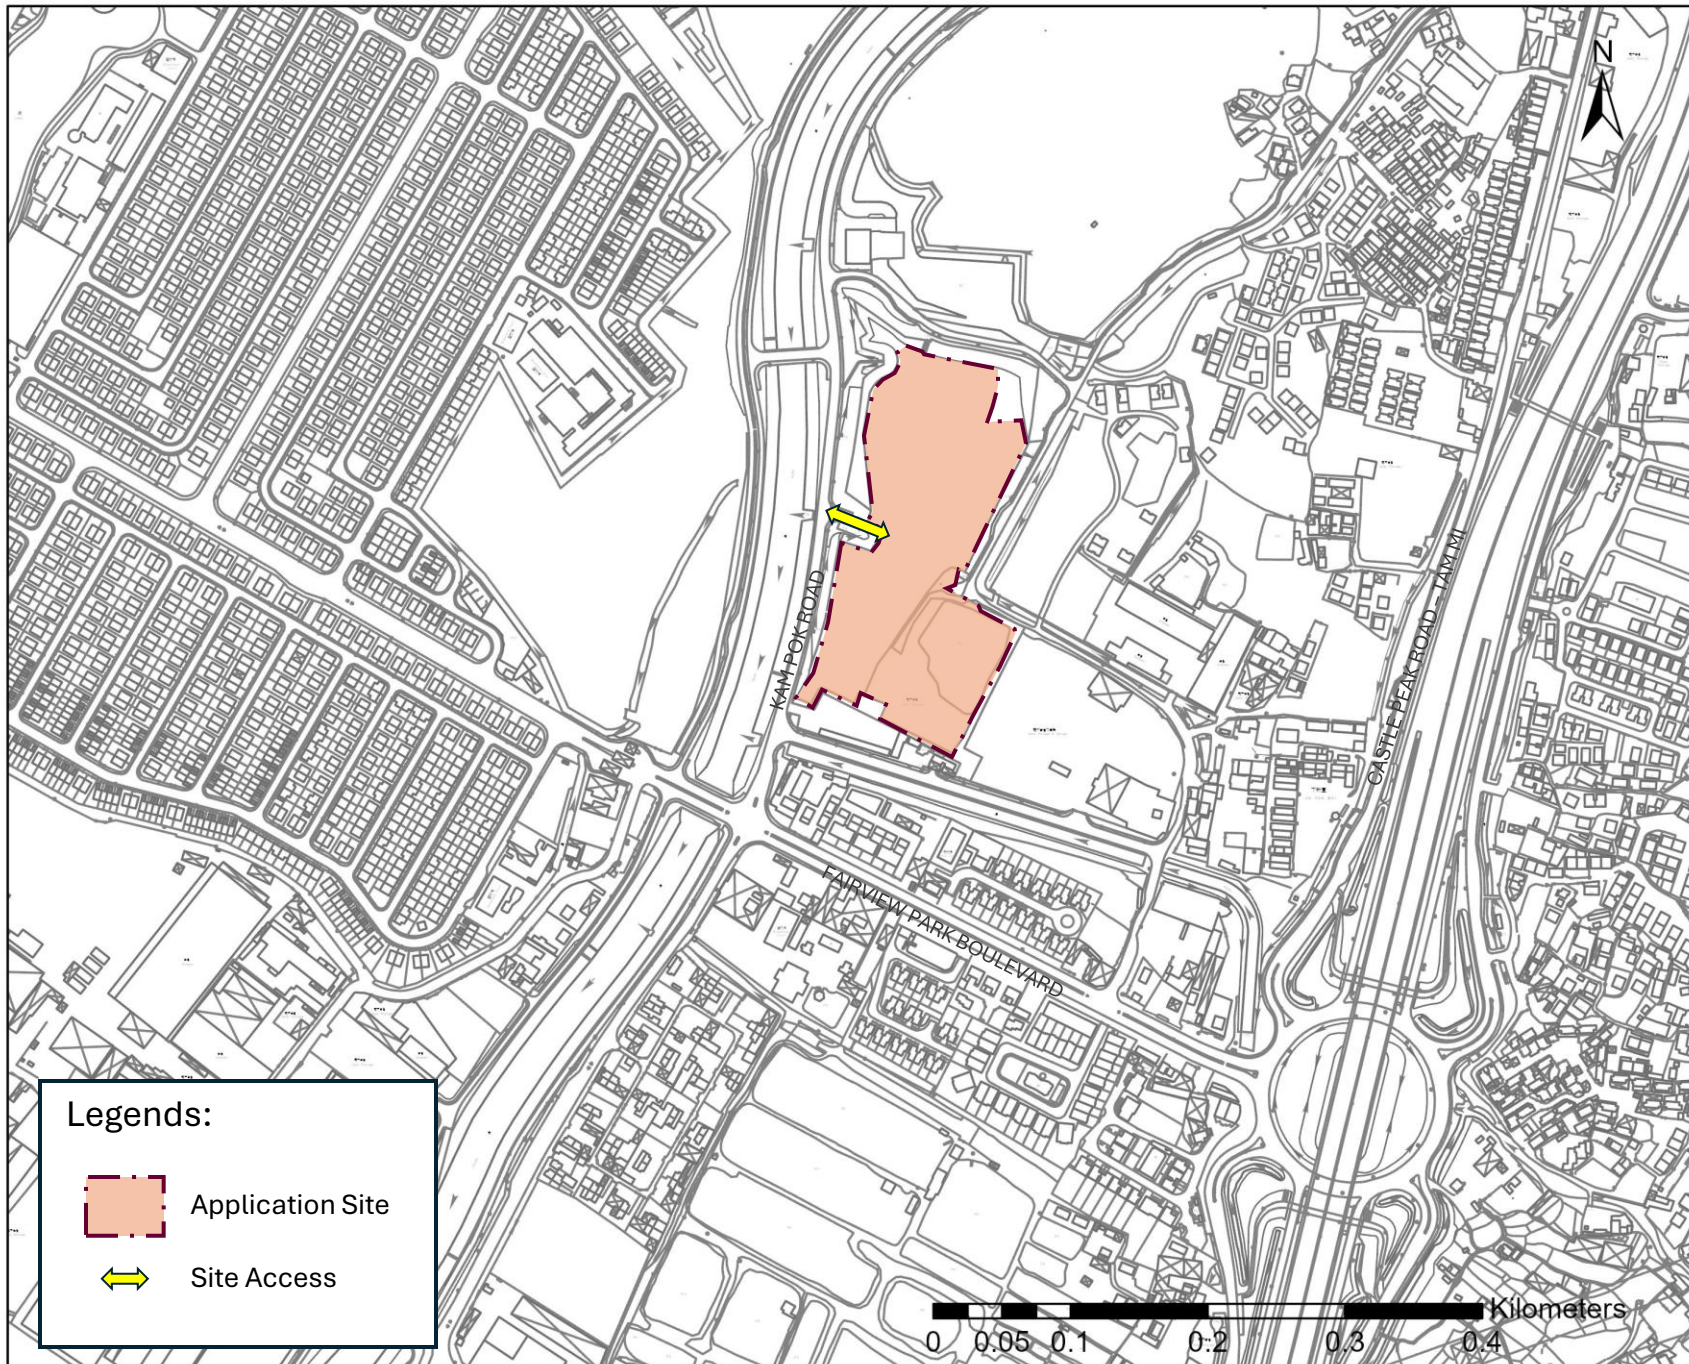 N
KAM POK ROAD
CASTLE PEAK ROAD - TAM MI
FAIRVIEW PARK BOULEVARD
Legends:
Application Site
Site Access
Kilometers
0 0.05 0.1 0.2 0.3 0.4